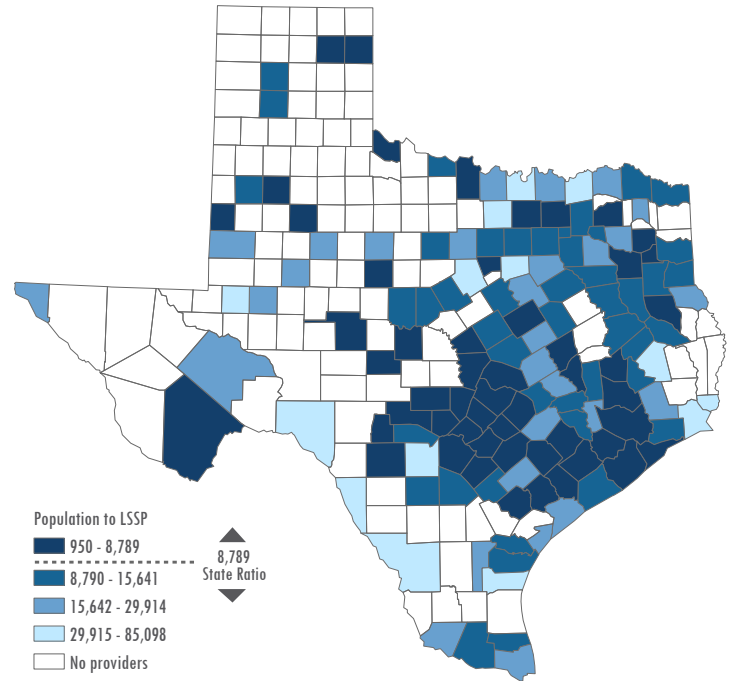 Population to LSSP
950 - 8,789
8,790 - 15,641
15,642 - 29,914
29,915 - 85,098
No providers
8,789
State Ratio